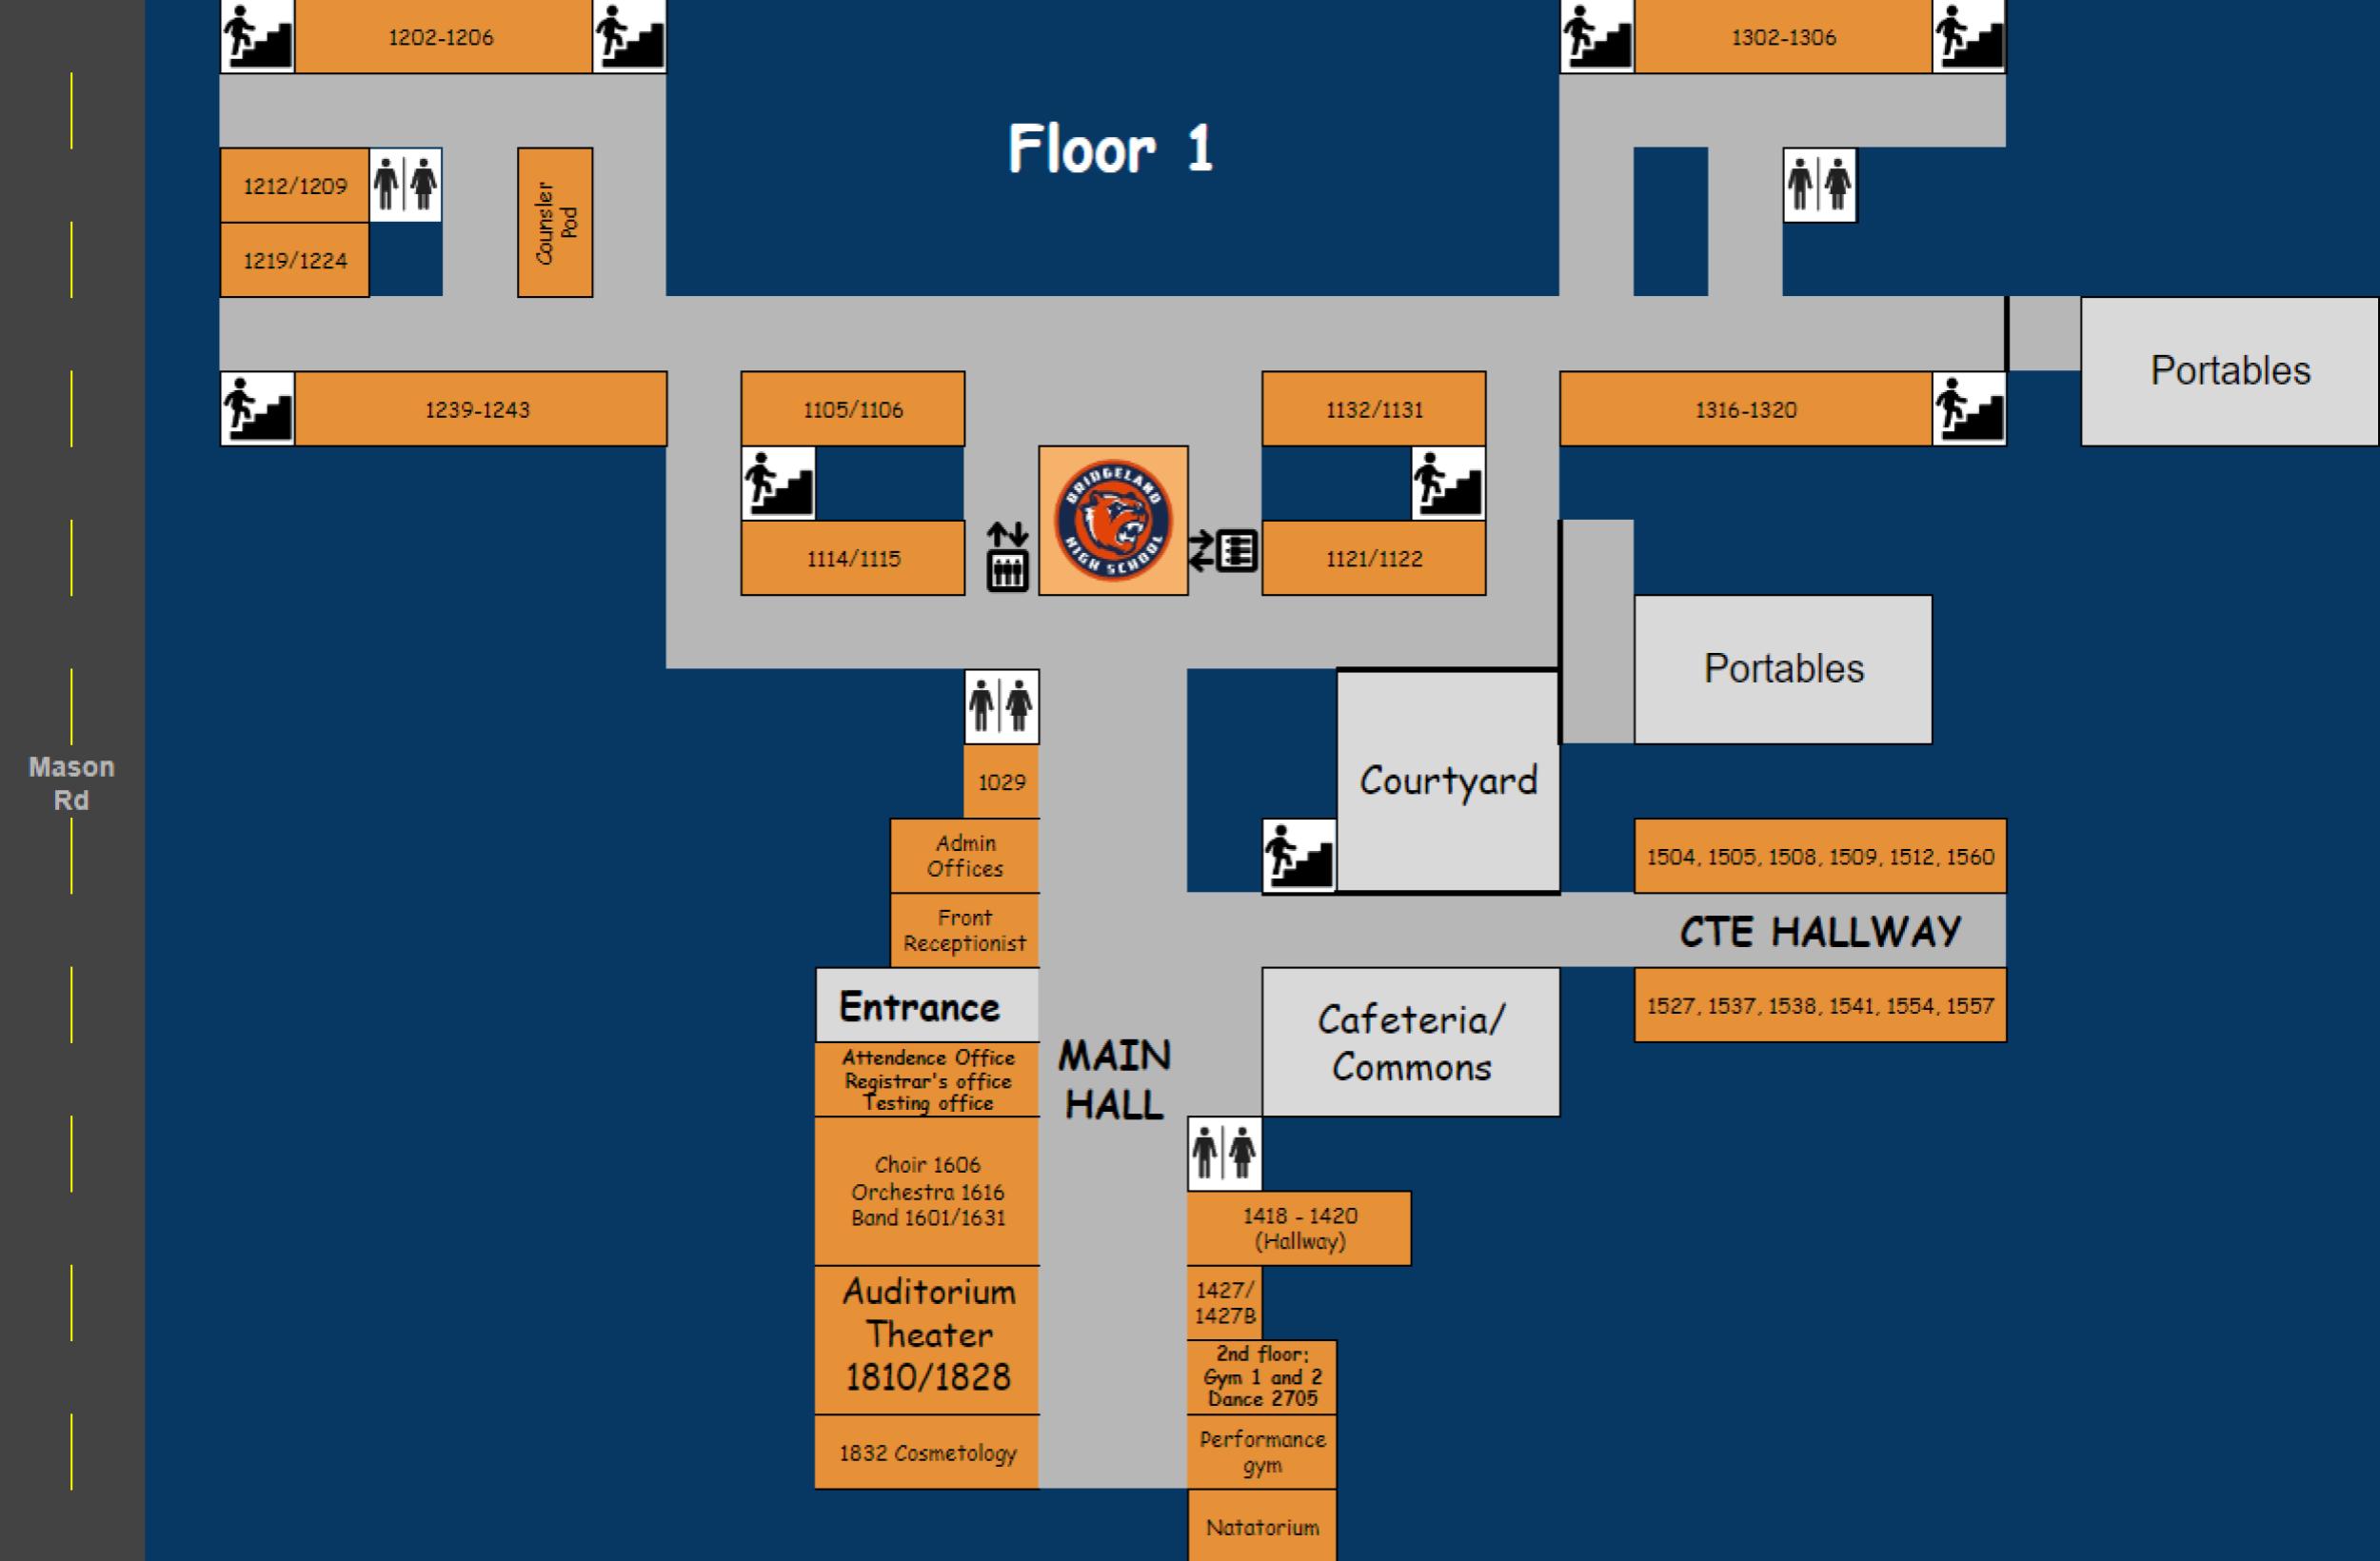 1202-1206
1302-1306
Floor 1
1212/1209
1219/1224
Counsler
Pod
Portables
1239-1243
1105/1106
1132/1131
1316-1320
BRIDGELAND
HIGH SCHOOL
1114/1115
1121/1122
Portables
Mason
Rd
1029
Courtyard
Admin
Offices
1504, 1505, 1508, 1509, 1512, 1560
Front
Receptionist
CTE HALLWAY
Entrance
1527, 1537, 1538, 1541, 1554, 1557
Cafeteria/
Commons
MAIN
HALL
Attendence Office
Registrar's office
Testing office
Choir 1606
Orchestra 1616
Band 1601/1631
1418 - 1420
(Hallway)
Auditorium
Theater
1810/1828
1427/
1427B
2nd floor:
Gym 1 and 2
Dance 2705
1832 Cosmetology
Performance
gym
Natatorium